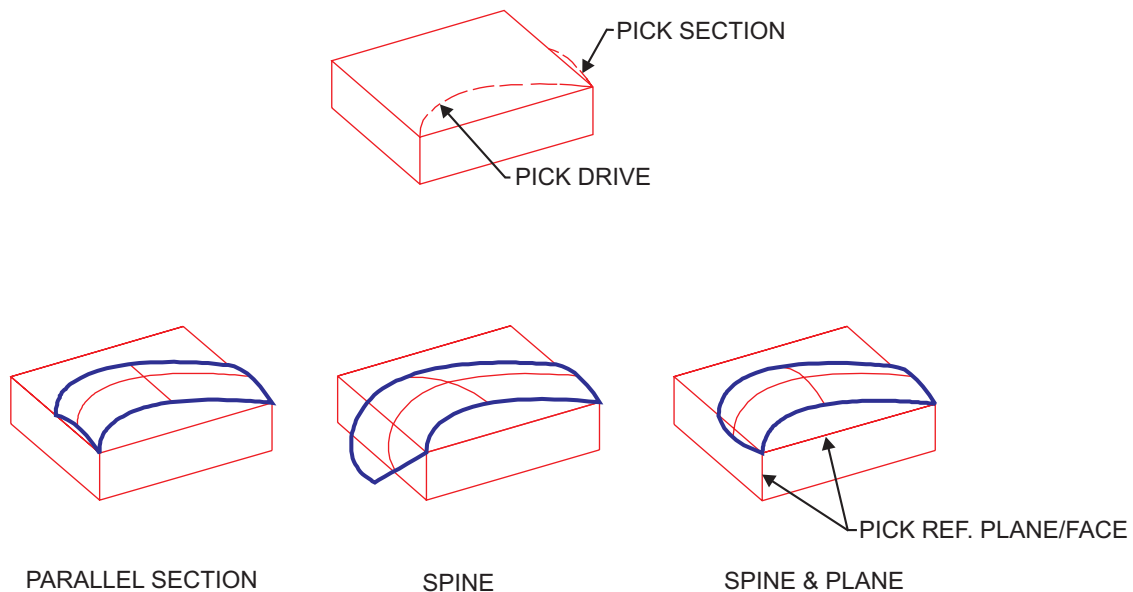 PICK SECTION
PICK DRIVE
PICK REF. PLANE/FACE
PARALLEL SECTION
SPINE
SPINE & PLANE